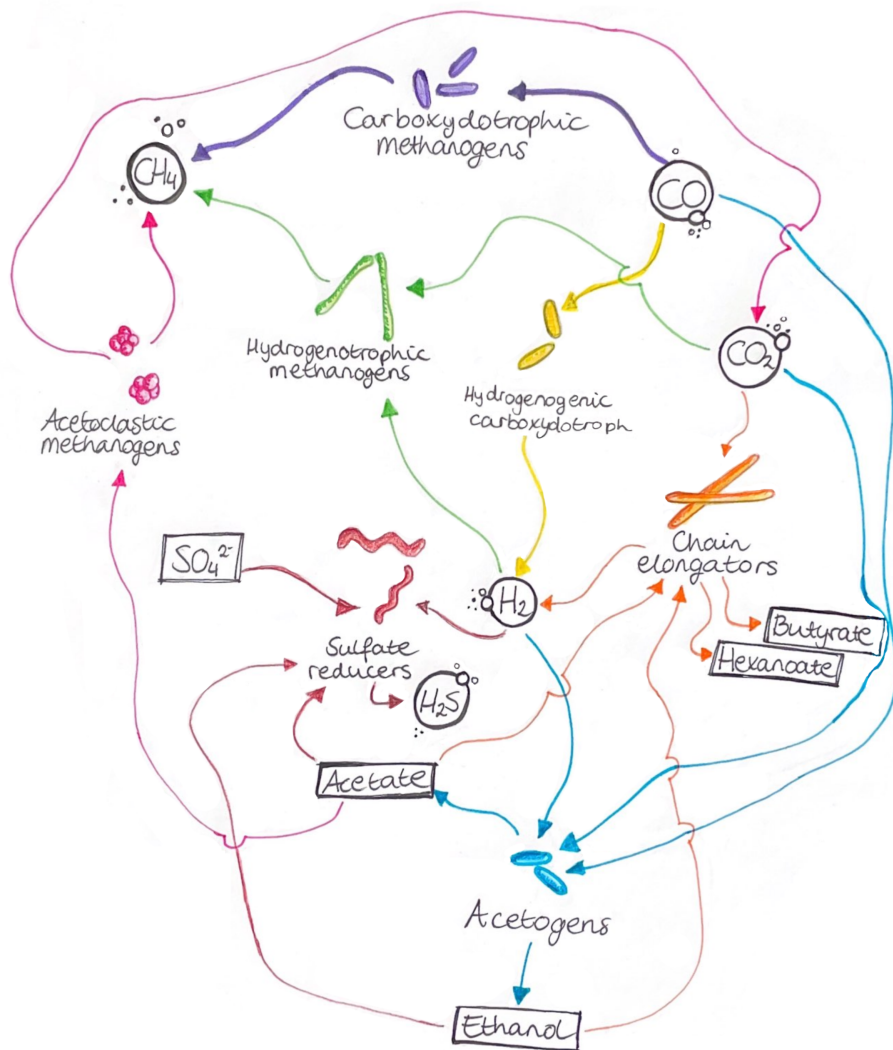 Carboxydotrophic
methanogens
CH₄
CO
Hydrogenotrophic
methanogens
CO₂
Hydrogenogenic
carboxydotroph
Acetoclastic
methanogens
SO₄²⁻
Chain
elongators
H₂
Butyrate
Hexanoate
Sulfate
reducers
H₂S
Acetate
Acetogens
Ethanol